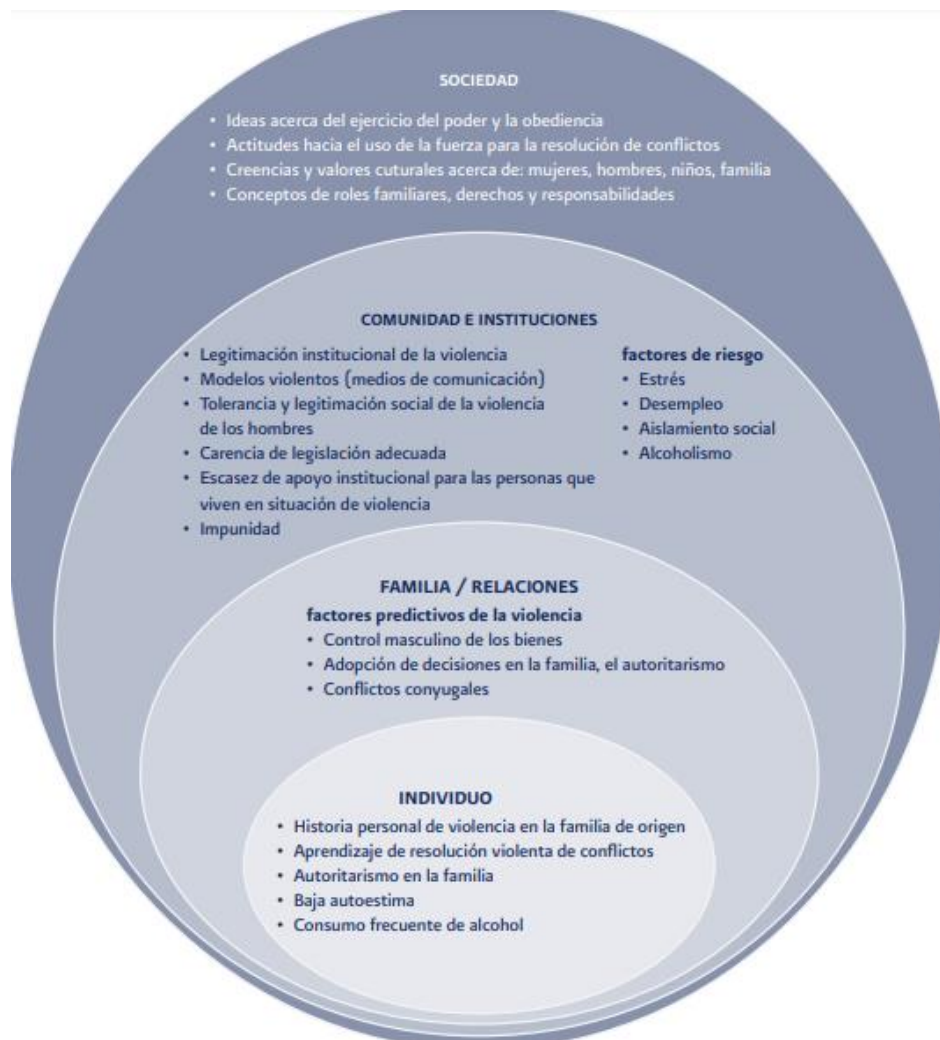 SOCIEDAD
• Ideas acerca del ejercicio del poder y la obediencia
• Actitudes hacia el uso de la fuerza para la resolución de conflictos
• Creencias y valores cuturales acerca de: mujeres, hombres, niños, familia
• Conceptos de roles familiares, derechos y responsabilidades
COMUNIDAD E INSTITUCIONES
• Legitimación institucional de la violencia
• Modelos violentos (medios de comunicación)
• Tolerancia y legitimación social de la violencia
de los hombres
• Carencia de legislación adecuada
• Escasez de apoyo institucional para las personas que
viven en situación de violencia
• Impunidad
factores de riesgo
• Estrés
• Desempleo
• Aislamiento social
• Alcoholismo
FAMILIA / RELACIONES
factores predictivos de la violencia
• Control masculino de los bienes
• Adopción de decisiones en la familia, el autoritarismo
• Conflictos conyugales
INDIVIDUO
• Historia personal de violencia en la familia de origen
• Aprendizaje de resolución violenta de conflictos
• Autoritarismo en la familia
• Baja autoestima
• Consumo frecuente de alcohol